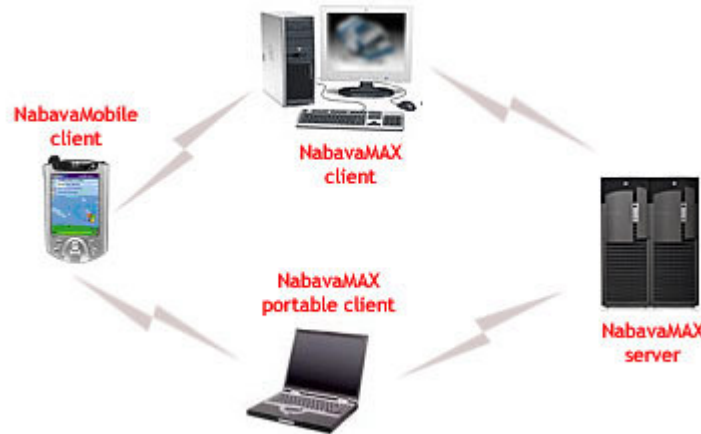 NabavaMobile
client
NabavaMAX
client
NabavaMAX
portable client
NabavaMAX
server